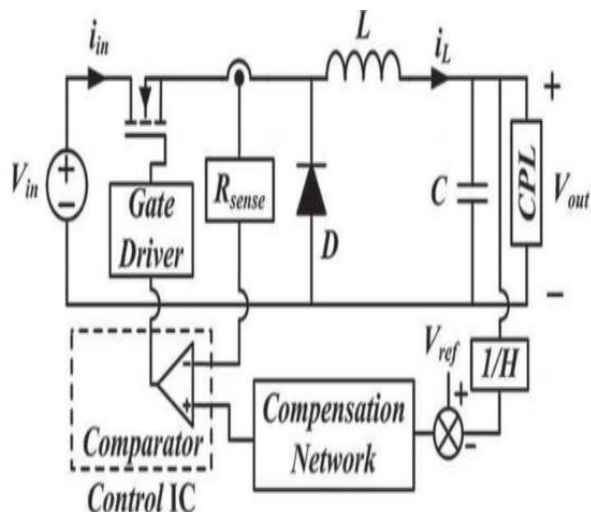 i_in
L
i_L
+
V_in
+
−
Gate
Driver
R_sense
D
C
CPL
V_out
−
V_ref
1/H
+
−
−
+
Comparator
Compensation
Network
Control IC